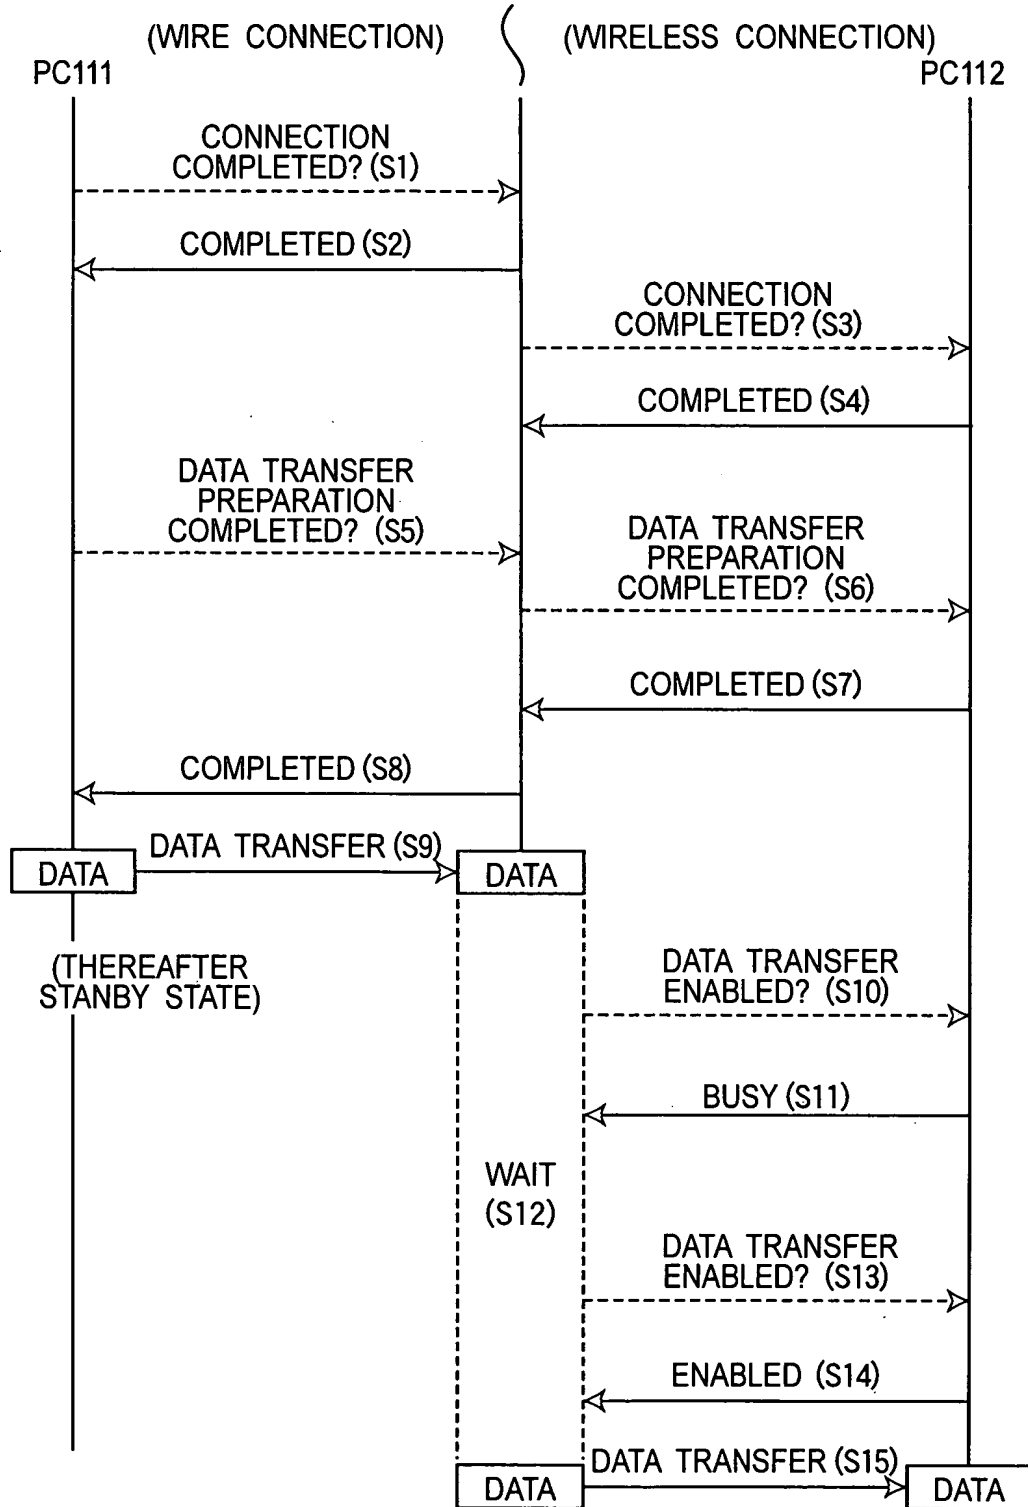 (WIRE CONNECTION)
(WIRELESS CONNECTION)
PC111
PC112
CONNECTION
COMPLETED? (S1)
COMPLETED (S2)
CONNECTION
COMPLETED? (S3)
COMPLETED (S4)
DATA TRANSFER
PREPARATION
COMPLETED? (S5)
DATA TRANSFER
PREPARATION
COMPLETED? (S6)
COMPLETED (S7)
COMPLETED (S8)
DATA TRANSFER (S9)
DATA
DATA
(THEREAFTER
STANBY STATE)
DATA TRANSFER
ENABLED? (S10)
BUSY (S11)
WAIT
(S12)
DATA TRANSFER
ENABLED? (S13)
ENABLED (S14)
DATA TRANSFER (S15)
DATA
DATA